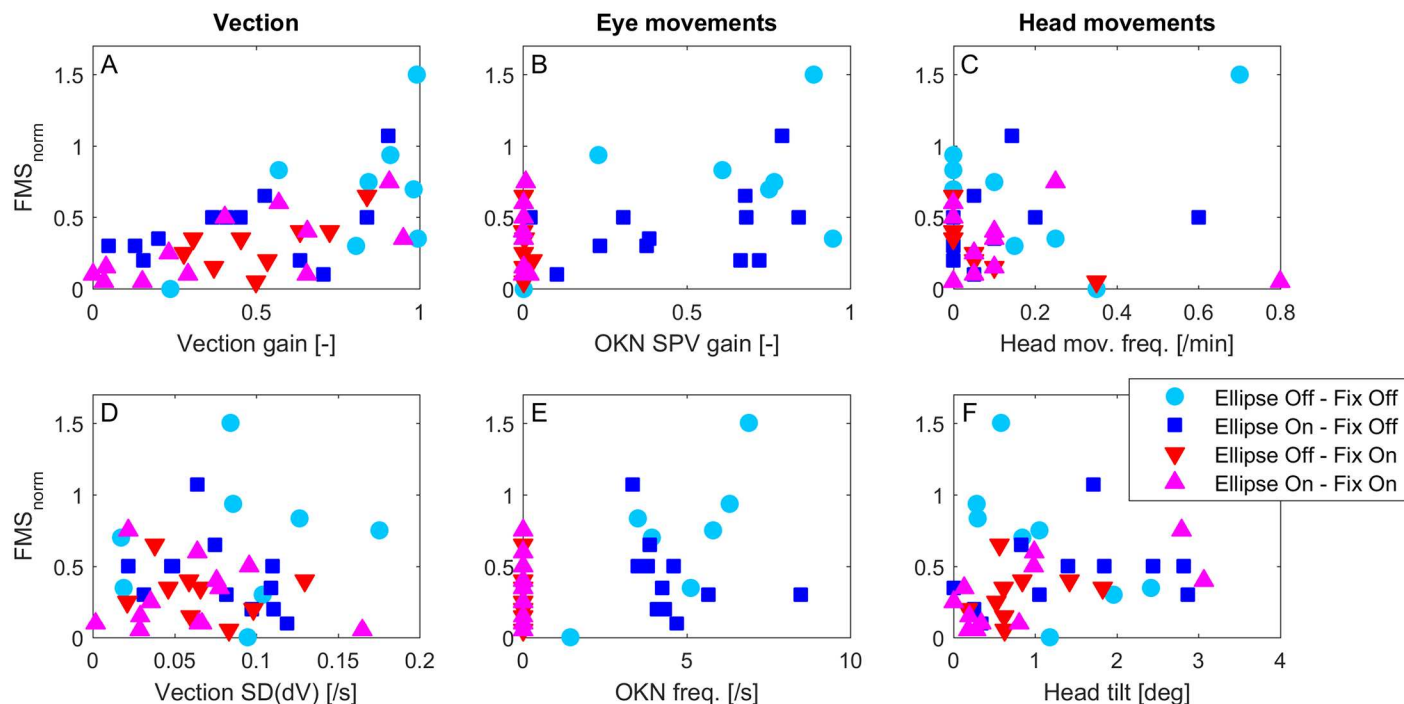 Vection
Eye movements
Head movements
A
B
C
1.5
1
0.5
0
FMSnorm
0
0.5
1
Vection gain [-]
1.5
1
0.5
0
0
0.5
1
OKN SPV gain [-]
1.5
1
0.5
0
0
0.2
0.4
0.6
0.8
Head mov. freq. [/min]
D
E
F
1.5
1
0.5
0
FMSnorm
0
0.05
0.1
0.15
0.2
Vection SD(dV) [/s]
1.5
1
0.5
0
0
5
10
OKN freq. [/s]
1.5
1
0.5
0
0
1
2
3
4
Head tilt [deg]
Ellipse Off - Fix Off
Ellipse On - Fix Off
Ellipse Off - Fix On
Ellipse On - Fix On